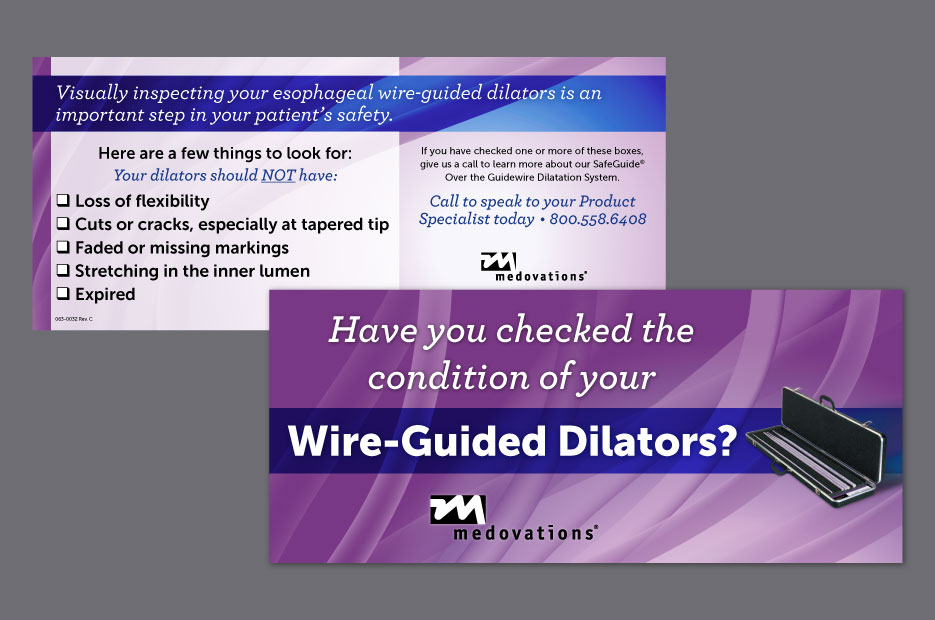 Visually inspecting your esophageal wire-guided dilators is an
important step in your patient's safety.
Here are a few things to look for:
Your dilators should NOT have:
❑ Loss of flexibility
❑ Cuts or cracks, especially at tapered tip
❑ Faded or missing markings
❑ Stretching in the inner lumen
❑ Expired
063-0032 Rev. C
If you have checked one or more of these boxes,
give us a call to learn more about our SafeGuide®
Over the Guidewire Dilatation System.
Call to speak to your Product
Specialist today • 800.558.6408
medovations®
Have you checked the
condition of your
Wire-Guided Dilators?
medovations®